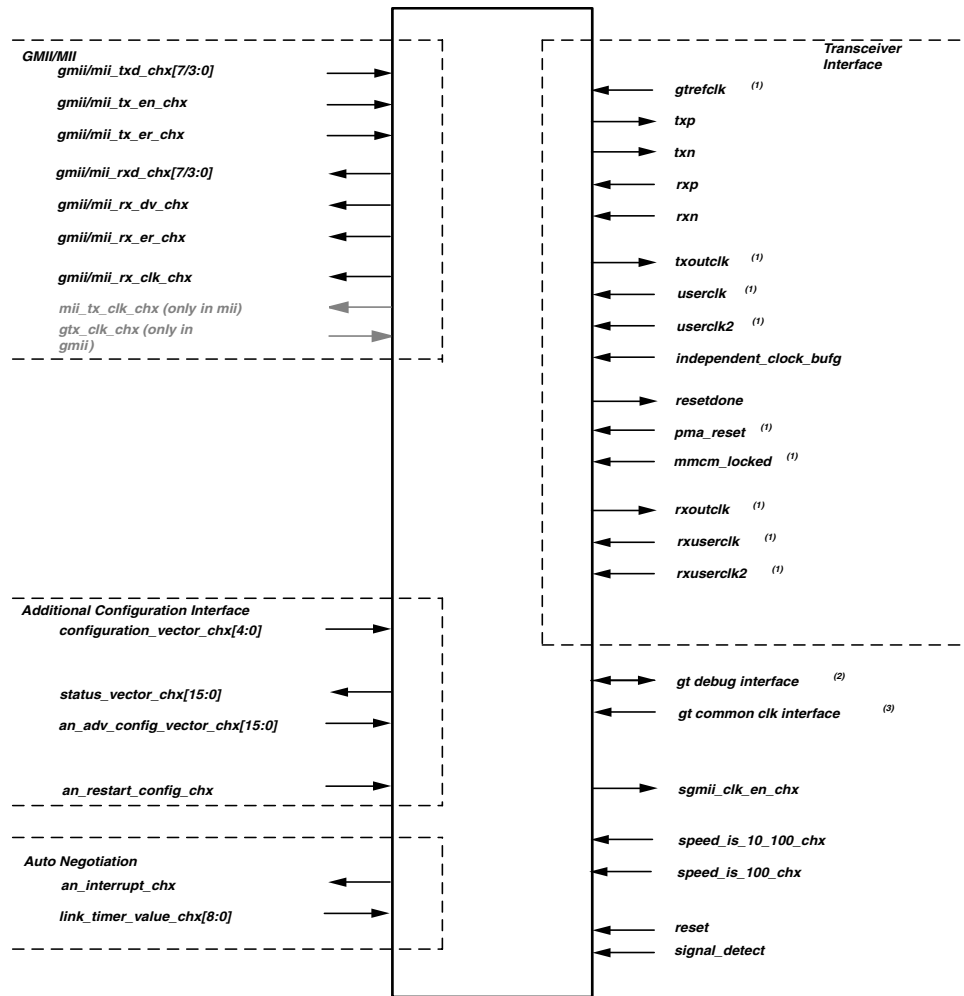 GMII/MII
gmii/mii_txd_chx[7/3:0]
gmii/mii_tx_en_chx
gmii/mii_tx_er_chx
gmii/mii_rxd_chx[7/3:0]
gmii/mii_rx_dv_chx
gmii/mii_rx_er_chx
gmii/mii_rx_clk_chx
mii_tx_clk_chx (only in mii)
gtx_clk_chx (only in
gmii)
Additional Configuration Interface
configuration_vector_chx[4:0]
status_vector_chx[15:0]
an_adv_config_vector_chx[15:0]
an_restart_config_chx
Auto Negotiation
an_interrupt_chx
link_timer_value_chx[8:0]
Transceiver
Interface
gtrefclk (1)
txp
txn
rxp
rxn
txoutclk (1)
userclk (1)
userclk2 (1)
independent_clock_bufg
resetdone
pma_reset (1)
mmcm_locked (1)
rxoutclk (1)
rxuserclk (1)
rxuserclk2 (1)
gt debug interface (2)
gt common clk interface (3)
sgmii_clk_en_chx
speed_is_10_100_chx
speed_is_100_chx
reset
signal_detect